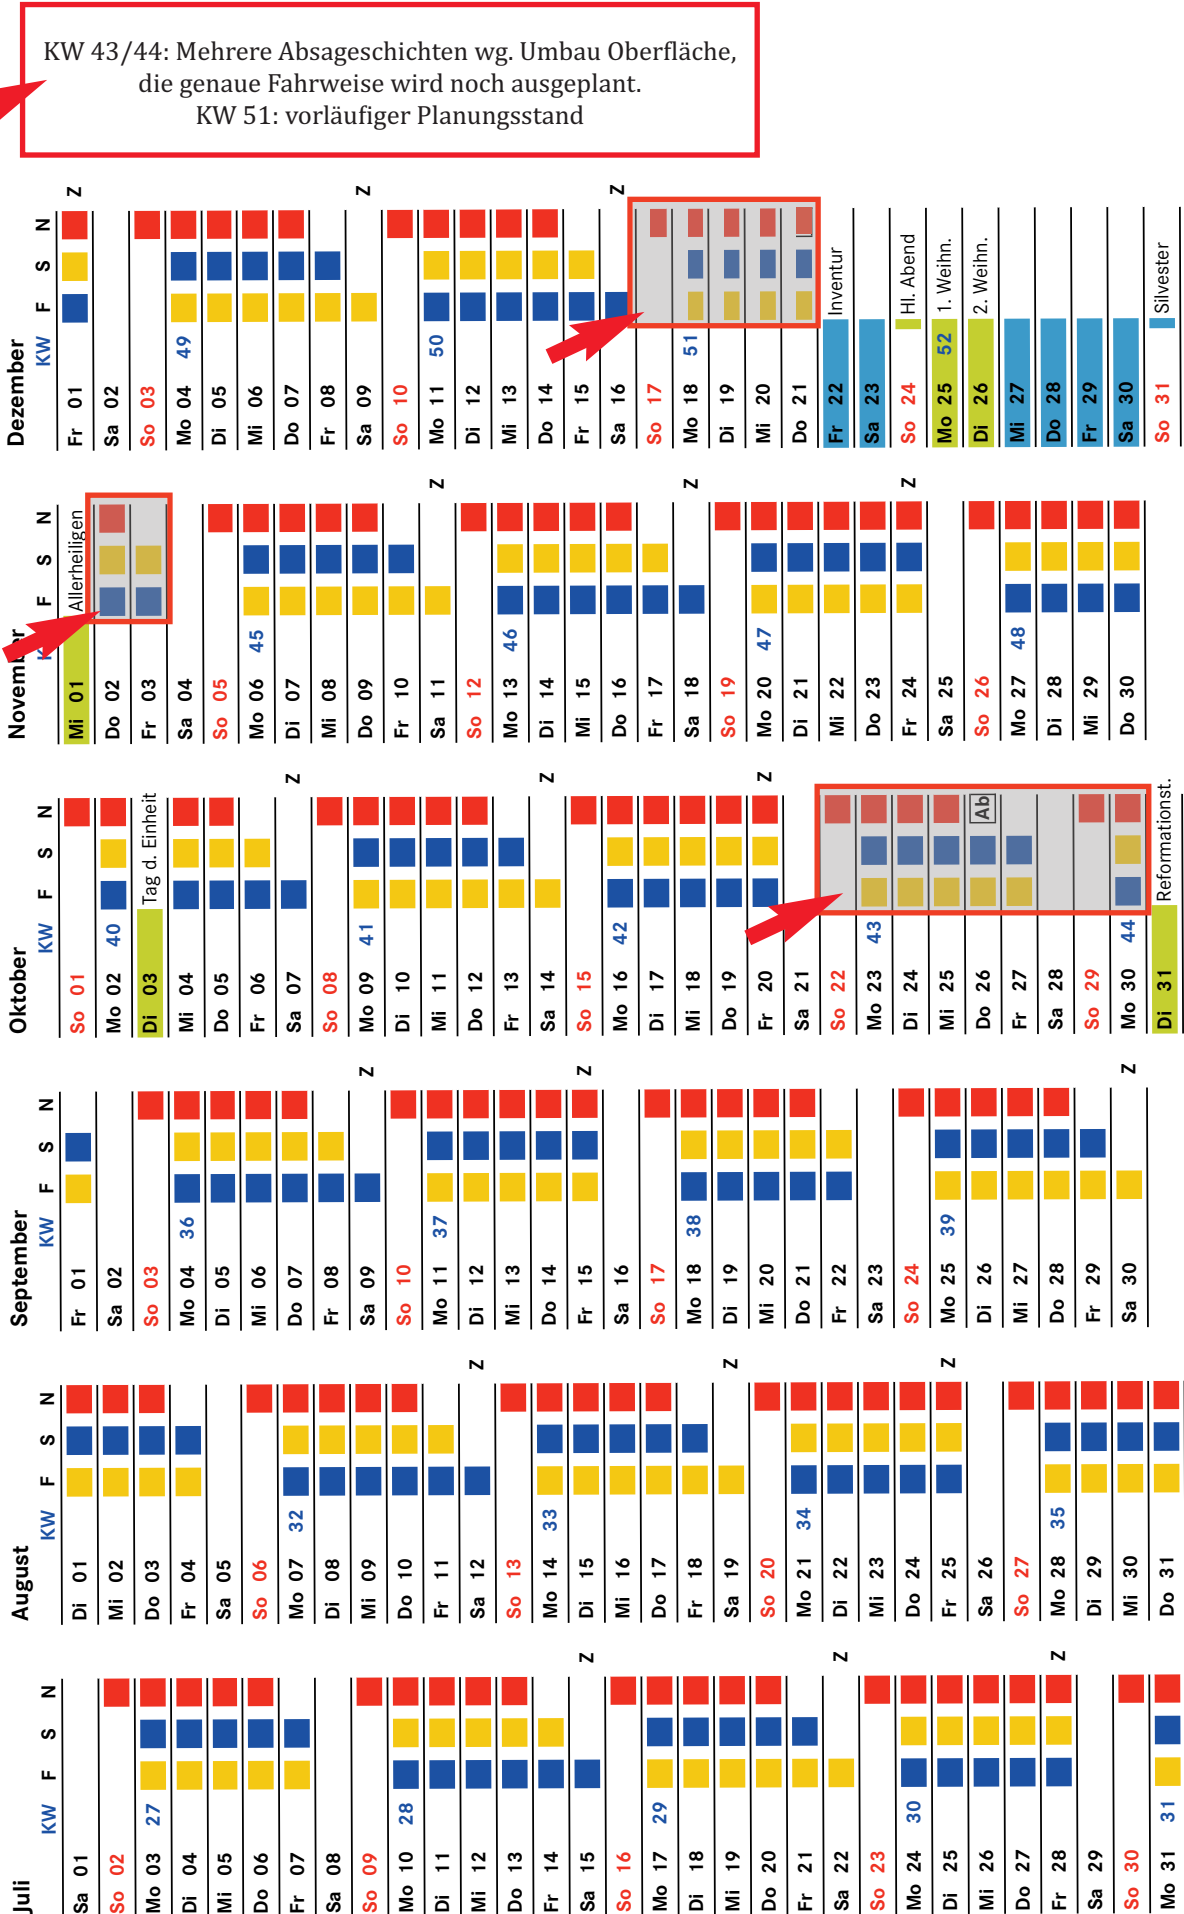 KW 43/44: Mehrere Absageschichten wg. Umbau Oberfläche,
die genaue Fahrweise wird noch ausgeplant.
KW 51: vorläufiger Planungsstand
Juli
KW F S N
Sa 01
So 02
Mo 03 27
Di 04
Mi 05
Do 06
Fr 07
Sa 08
So 09
Mo 10 28
Di 11
Mi 12
Do 13
Fr 14
Sa 15 Z
So 16
Mo 17 29
Di 18
Mi 19
Do 20
Fr 21
Sa 22 Z
So 23
Mo 24 30
Di 25
Mi 26
Do 27
Fr 28 Z
Sa 29
So 30
Mo 31 31
August
KW F S N
Di 01
Mi 02
Do 03
Fr 04
Sa 05
So 06
Mo 07 32
Di 08
Mi 09
Do 10
Fr 11
Sa 12 Z
So 13
Mo 14 33
Di 15
Mi 16
Do 17
Fr 18
Sa 19 Z
So 20
Mo 21 34
Di 22
Mi 23
Do 24
Fr 25 Z
Sa 26
So 27
Mo 28 35
Di 29
Mi 30
Do 31
September
KW F S N
Fr 01
Sa 02
So 03
Mo 04 36
Di 05
Mi 06
Do 07
Fr 08
Sa 09 Z
So 10
Mo 11 37
Di 12
Mi 13
Do 14
Fr 15 Z
Sa 16
So 17
Mo 18 38
Di 19
Mi 20
Do 21
Fr 22
Sa 23
So 24
Mo 25 39
Di 26
Mi 27
Do 28
Fr 29
Sa 30 Z
Oktober
KW F S N
So 01
Mo 02 40
Di 03 Tag d. Einheit
Mi 04
Do 05
Fr 06
Sa 07 Z
So 08
Mo 09 41
Di 10
Mi 11
Do 12
Fr 13
Sa 14 Z
So 15
Mo 16 42
Di 17
Mi 18
Do 19
Fr 20 Z
Sa 21
So 22
Mo 23 43
Di 24
Mi 25
Do 26 Ab
Fr 27
Sa 28
So 29
Mo 30 44
Di 31 Reformationst.
November
F S N
Mi 01 Allerheiligen
Do 02
Fr 03
Sa 04
So 05
Mo 06 45
Di 07
Mi 08
Do 09
Fr 10
Sa 11 Z
So 12
Mo 13 46
Di 14
Mi 15
Do 16
Fr 17
Sa 18 Z
So 19
Mo 20 47
Di 21
Mi 22
Do 23
Fr 24 Z
Sa 25
So 26
Mo 27 48
Di 28
Mi 29
Do 30
Dezember
KW F S N
Fr 01 Z
Sa 02
So 03
Mo 04 49
Di 05
Mi 06
Do 07
Fr 08
Sa 09 Z
So 10
Mo 11 50
Di 12
Mi 13
Do 14
Fr 15
Sa 16 Z
So 17
Mo 18 51
Di 19
Mi 20
Do 21
Fr 22 Inventur
Sa 23
So 24 Hl. Abend
Mo 25 52 1. Weihn.
Di 26 2. Weihn.
Mi 27
Do 28
Fr 29
Sa 30
So 31 Silvester